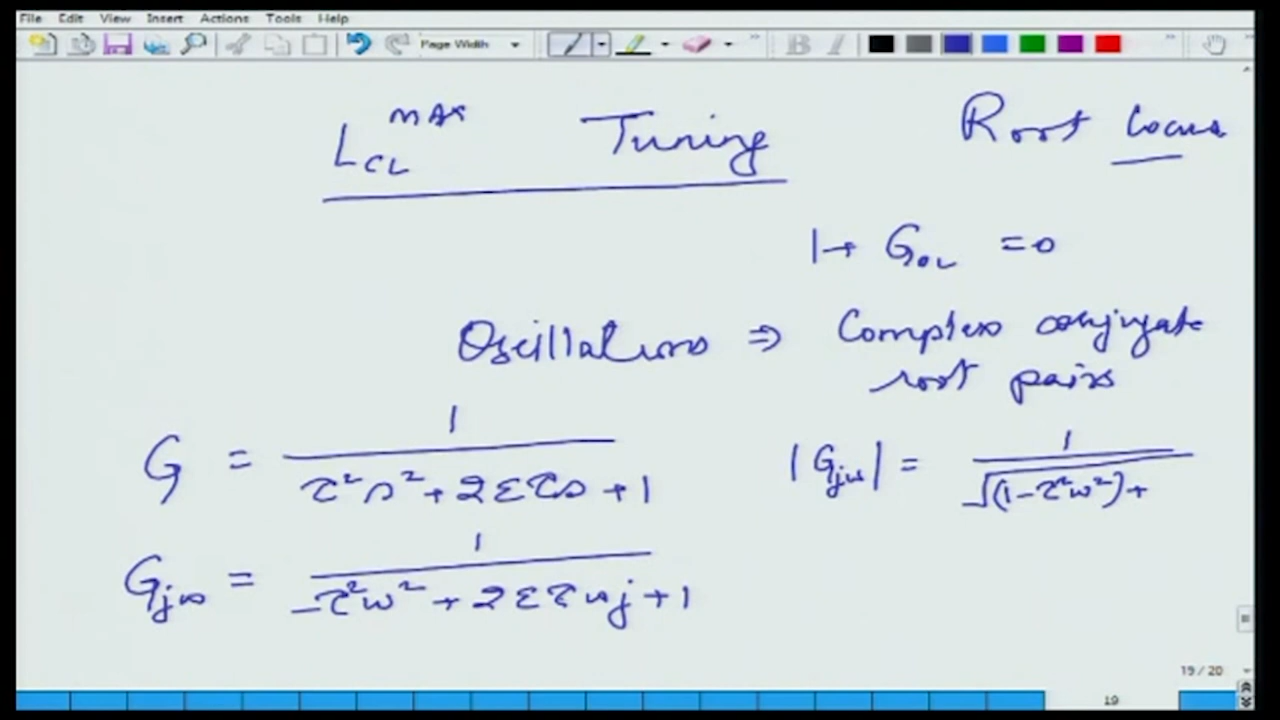 File Edit View Insert Actions Tools Help
Page Width
L_CL^MAX Tuning Root locus
1 + G_OL = 0
Oscillations ⇒ Complex conjugate
root pairs
G = 1 / (τ²s² + 2ετs + 1)
|G_jω| = 1 / √(1-τ²ω²)+
G_jω = 1 / (-τ²ω² + 2ετωj + 1)
19 / 20
19